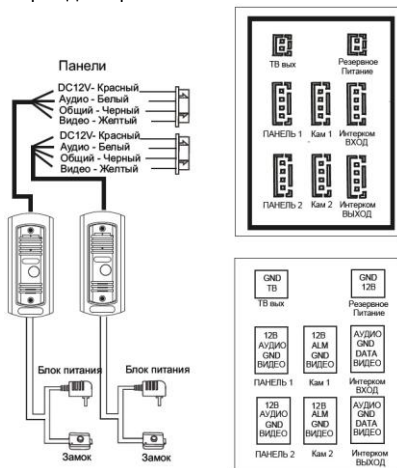 Панели
DC12V- Красный
Аудио - Белый
Общий - Черный
Видео - Желтый
DC12V- Красный
Аудио - Белый
Общий - Черный
Видео - Желтый
Блок питания
Блок питания
Замок
Замок
ТВ вых
Резервное
Питание
ПАНЕЛЬ 1
Кам 1
Интерком
ВХОД
ПАНЕЛЬ 2
Кам 2
Интерком
ВЫХОД
GND
ТВ
ТВ вых
GND
12В
Резервное
Питание
12В
АУДИО
GND
ВИДЕО
ПАНЕЛЬ 1
12В
ALM
GND
ВИДЕО
Кам 1
АУДИО
GND
DATA
ВИДЕО
Интерком
ВХОД
12В
АУДИО
GND
ВИДЕО
ПАНЕЛЬ 2
12В
ALM
GND
ВИДЕО
Кам 2
АУДИО
GND
DATA
ВИДЕО
Интерком
ВЫХОД